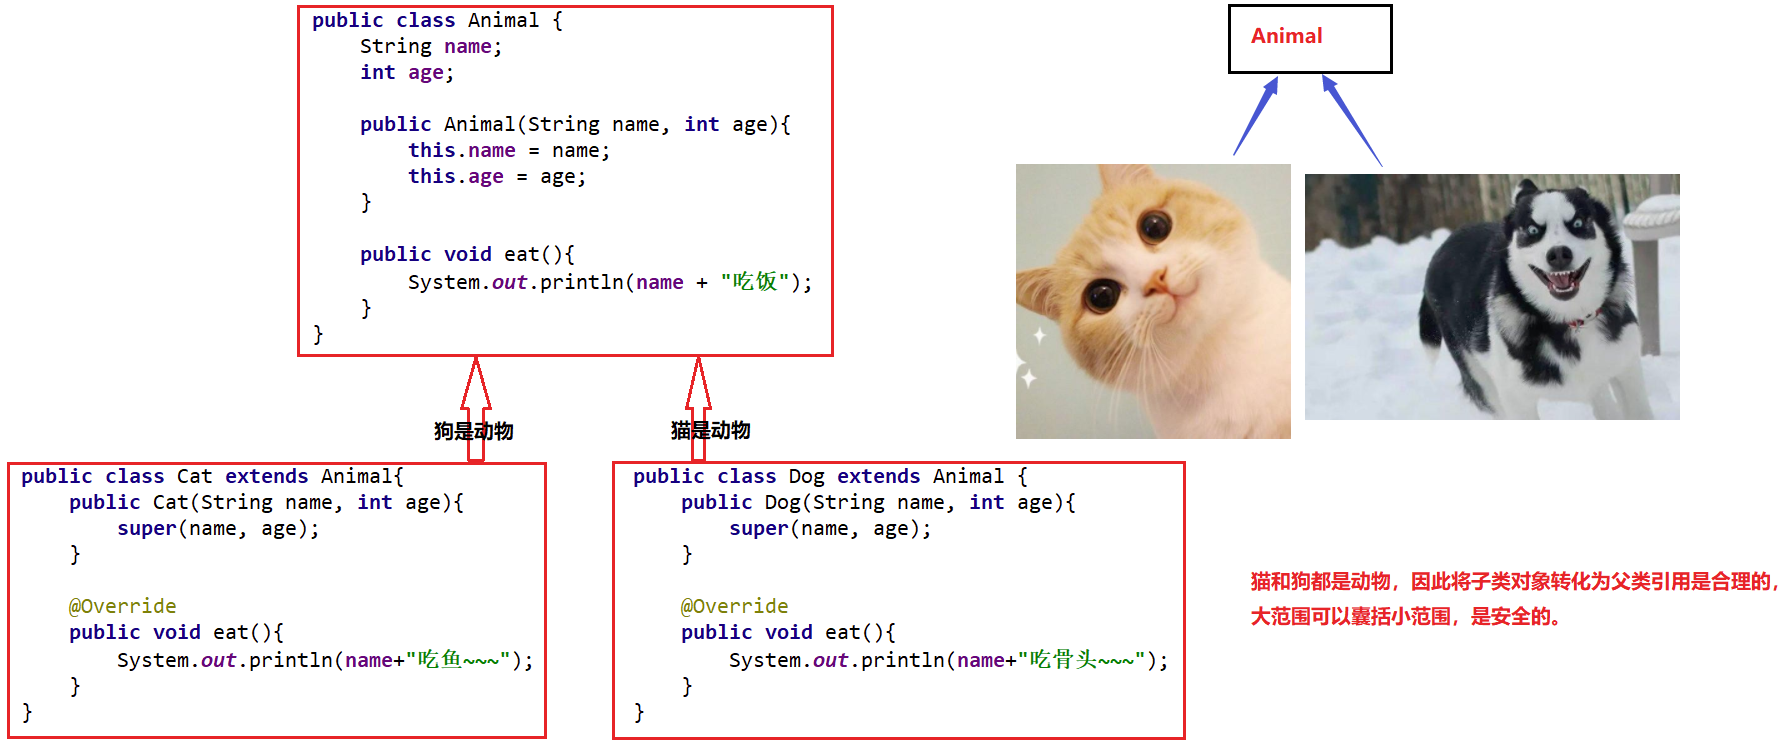 public class Animal {
    String name;
    int age;
    public Animal(String name, int age){
        this.name = name;
        this.age = age;
    }
    public void eat(){
        System.out.println(name + "吃饭");
    }
}
Animal
狗是动物
猫是动物
public class Cat extends Animal{
    public Cat(String name, int age){
        super(name, age);
    }
    @Override
    public void eat(){
        System.out.println(name+"吃鱼~~~");
    }
}
public class Dog extends Animal {
    public Dog(String name, int age){
        super(name, age);
    }
    @Override
    public void eat(){
        System.out.println(name+"吃骨头~~~");
    }
}
猫和狗都是动物，因此将子类对象转化为父类引用是合理的，
大范围可以囊括小范围，是安全的。